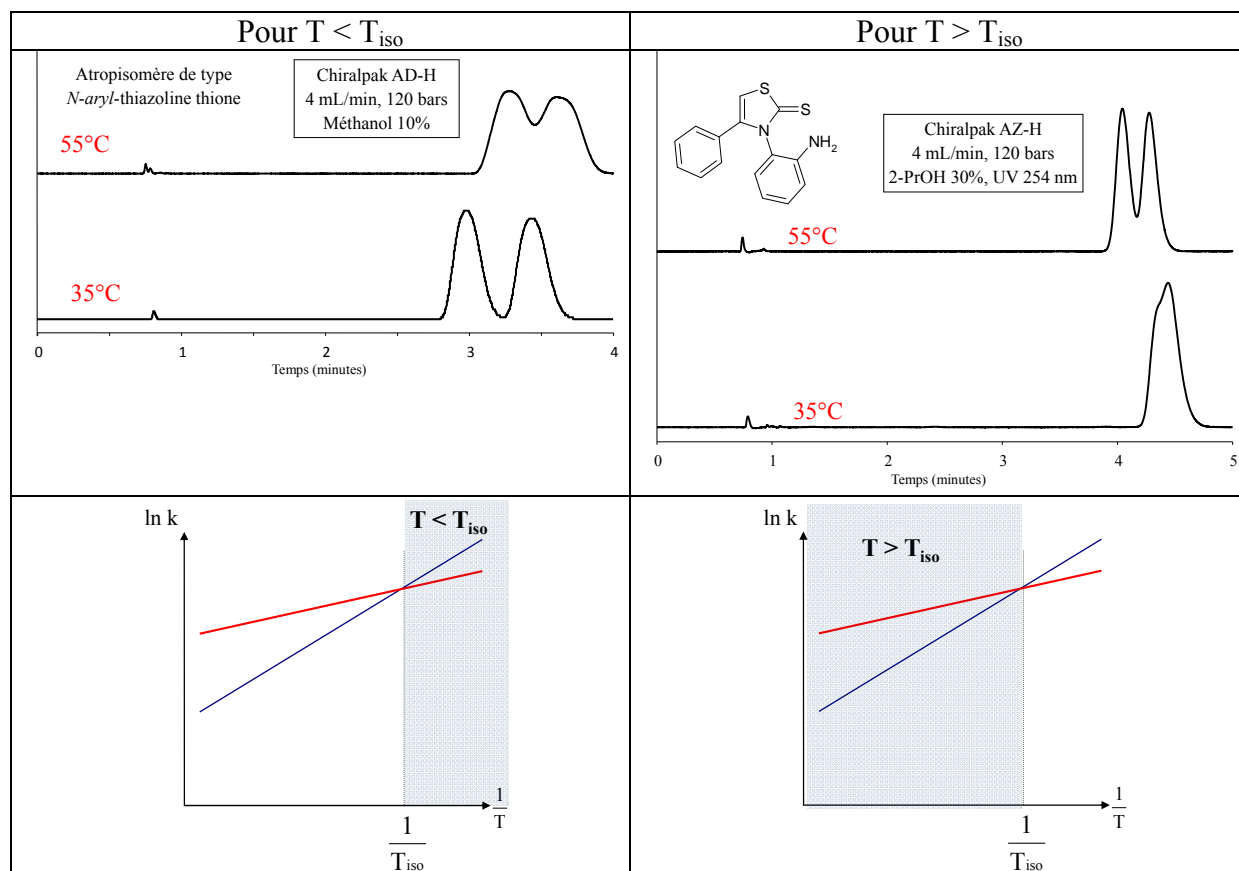 Pour T < Tiso
Pour T > Tiso
Atropisomère de type
N-aryl-thiazoline thione
Chiralpak AD-H
4 mL/min, 120 bars
Méthanol 10%
55°C
35°C
0 1 2 3 4
Temps (minutes)
S
S
N
NH2
Chiralpak AZ-H
4 mL/min, 120 bars
2-PrOH 30%, UV 254 nm
55°C
35°C
0 1 2 3 4 5
Temps (minutes)
ln k
T < Tiso
1
T
1
Tiso
ln k
T > Tiso
1
T
1
Tiso